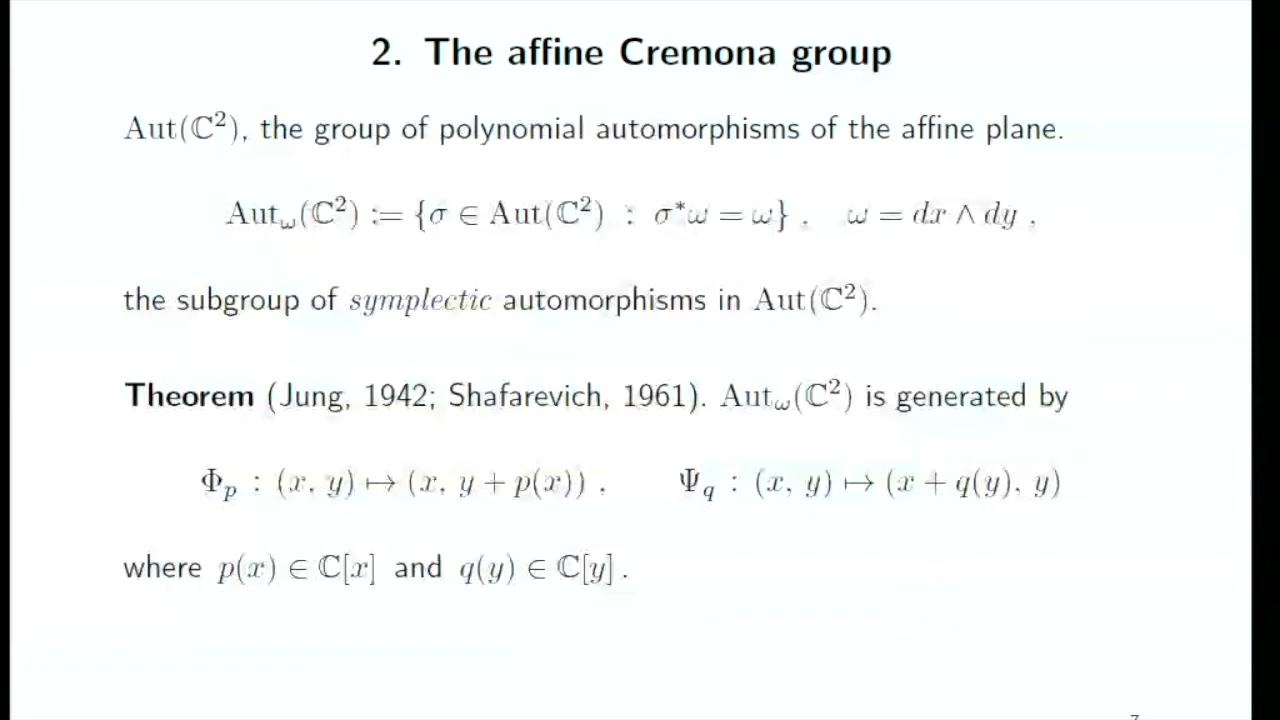 2. The affine Cremona group
Aut(ℂ²), the group of polynomial automorphisms of the affine plane.
Aut_ω(ℂ²) := {σ ∈ Aut(ℂ²) : σ*ω = ω} , ω = dx ∧ dy ,
the subgroup of symplectic automorphisms in Aut(ℂ²).
Theorem (Jung, 1942; Shafarevich, 1961). Aut_ω(ℂ²) is generated by
Φ_p : (x, y) ↦ (x, y + p(x)) , Ψ_q : (x, y) ↦ (x + q(y), y)
where p(x) ∈ ℂ[x] and q(y) ∈ ℂ[y] .